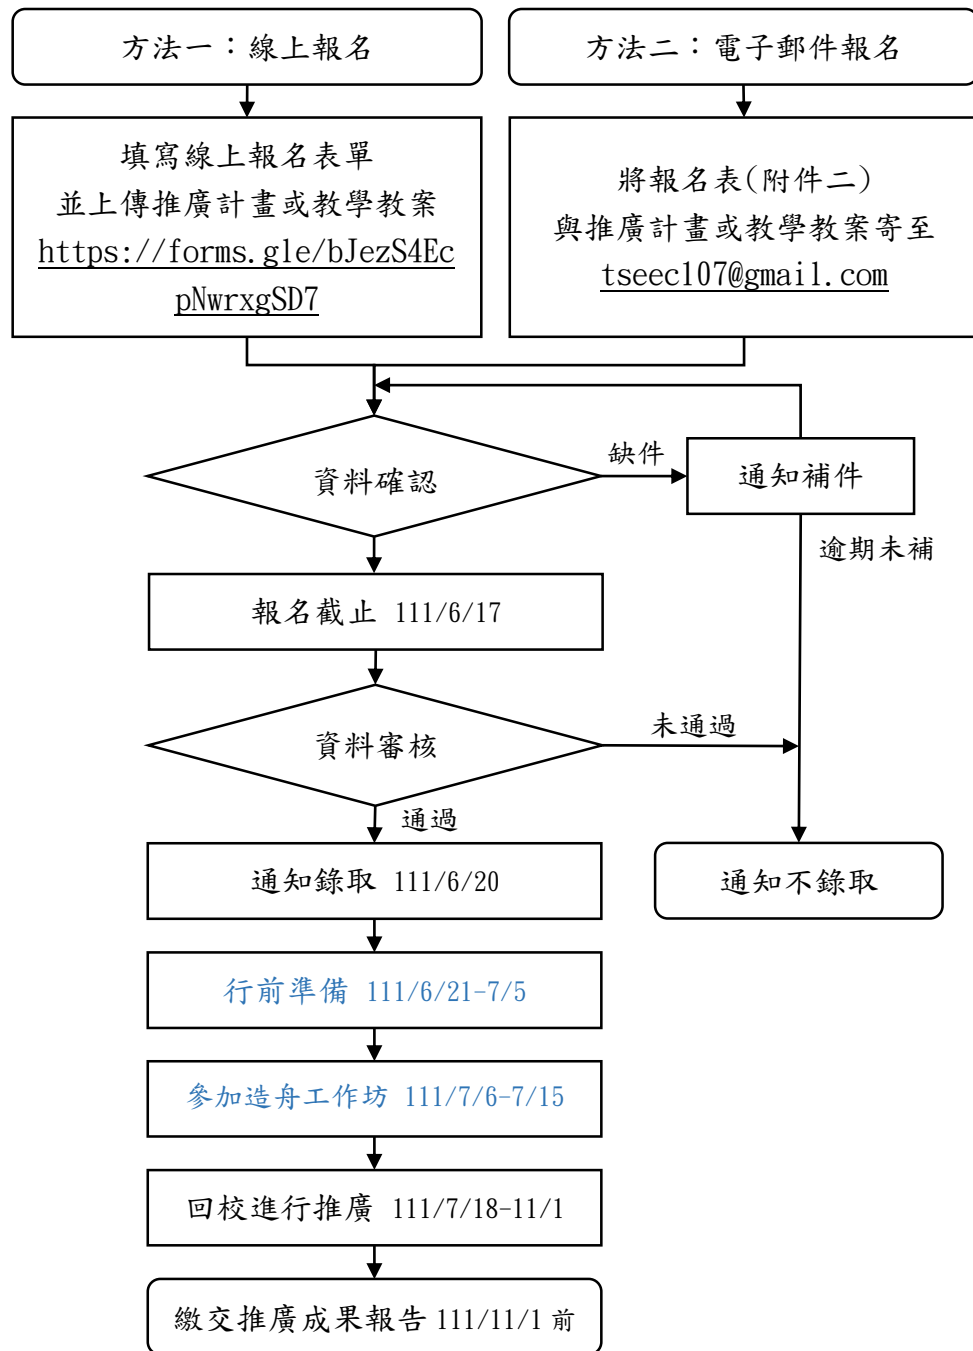 方法一：線上報名
方法二：電子郵件報名
填寫線上報名表單
並上傳推廣計畫或教學教案
https://forms.gle/bJezS4Ec
pNwrxgSD7
將報名表(附件二)
與推廣計畫或教學教案寄至
tseec107@gmail.com
資料確認
缺件
通知補件
逾期未補
報名截止 111/6/17
資料審核
未通過
通過
通知錄取 111/6/20
通知不錄取
行前準備 111/6/21-7/5
參加造舟工作坊 111/7/6-7/15
回校進行推廣 111/7/18-11/1
繳交推廣成果報告 111/11/1 前